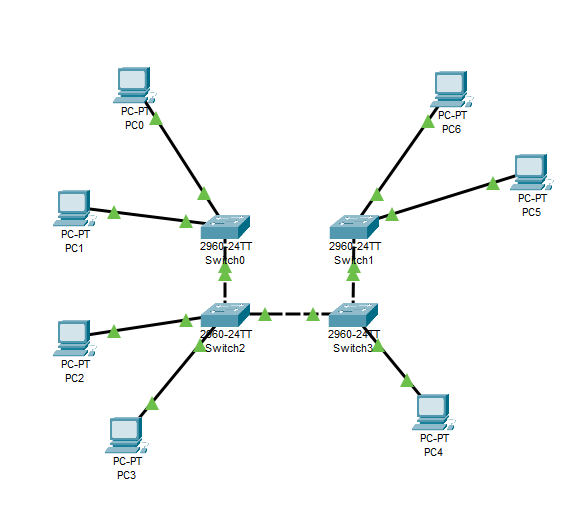 PC-PT
PC0
PC-PT
PC6
PC-PT
PC5
PC-PT
PC1
2960-24TT
Switch0
2960-24TT
Switch1
PC-PT
PC2
2960-24TT
Switch2
2960-24TT
Switch3
PC-PT
PC3
PC-PT
PC4